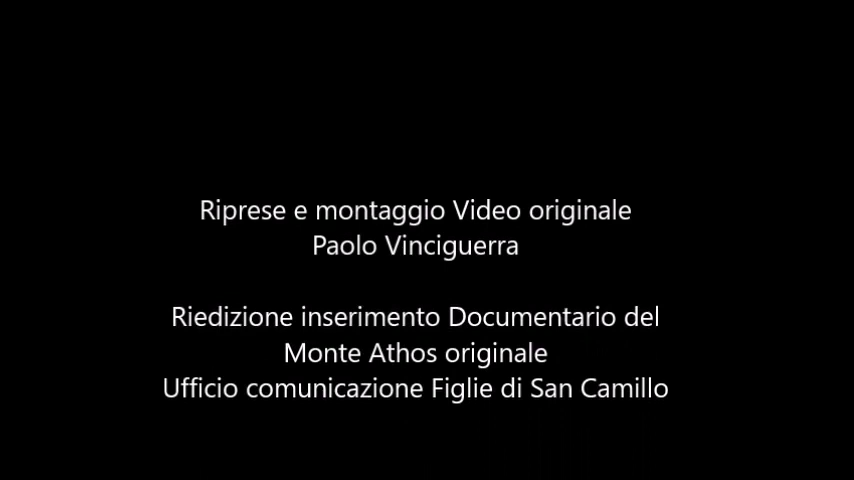 Riprese e montaggio Video originale
Paolo Vinciguerra
Riedizione inserimento Documentario del
Monte Athos originale
Ufficio comunicazione Figlie di San Camillo